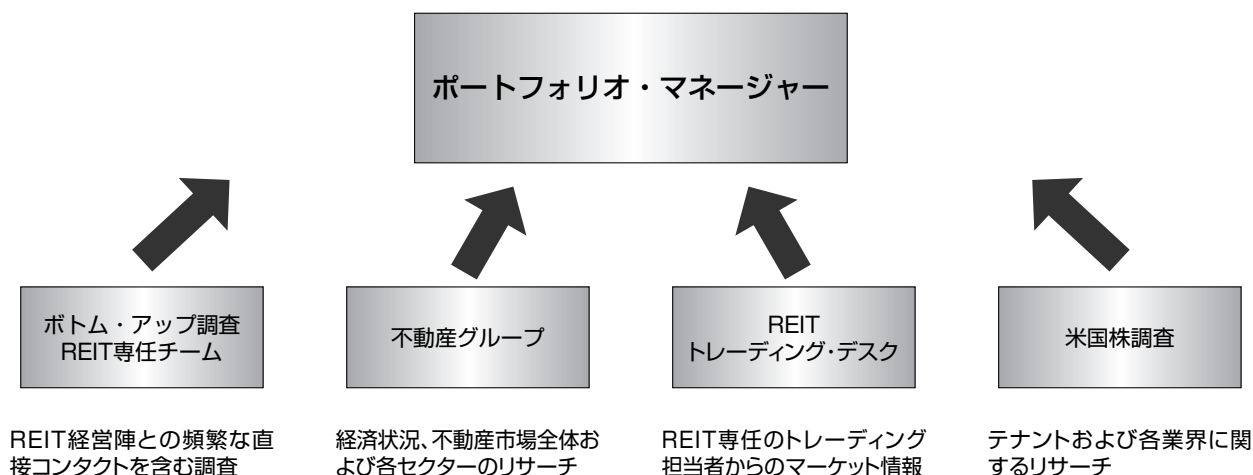 ポートフォリオ・マネージャー
ボトム・アップ調査
REIT専任チーム
不動産グループ
REIT
トレーディング・デスク
米国株調査
REIT経営陣との頻繁な直
接コンタクトを含む調査
経済状況、不動産市場全体お
よび各セクターのリサーチ
REIT専任のトレーディング
担当者からのマーケット情報
テナントおよび各業界に関
するリサーチ